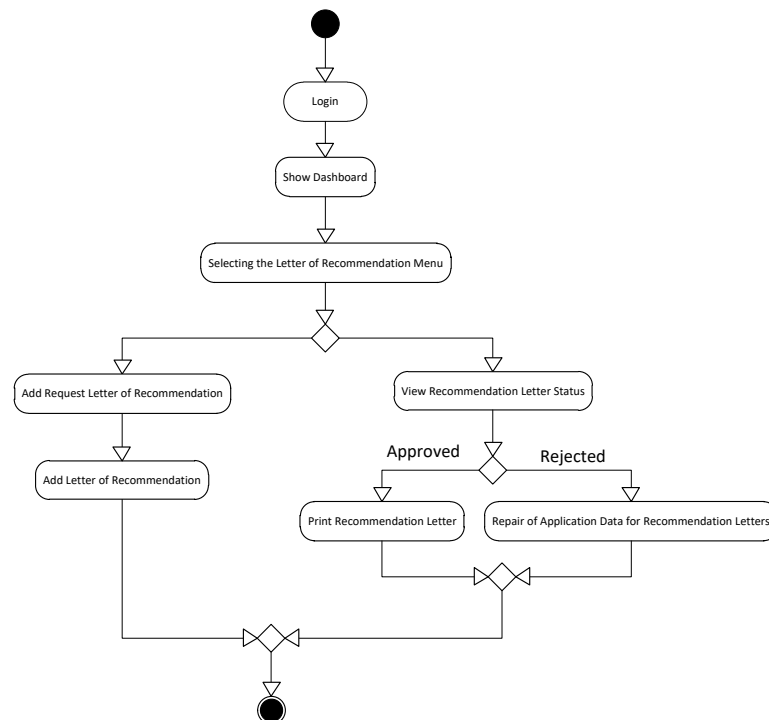 Login
Show Dashboard
Selecting the Letter of Recommendation Menu
Add Request Letter of Recommendation
View Recommendation Letter Status
Approved
Rejected
Add Letter of Recommendation
Print Recommendation Letter
Repair of Application Data for Recommendation Letters